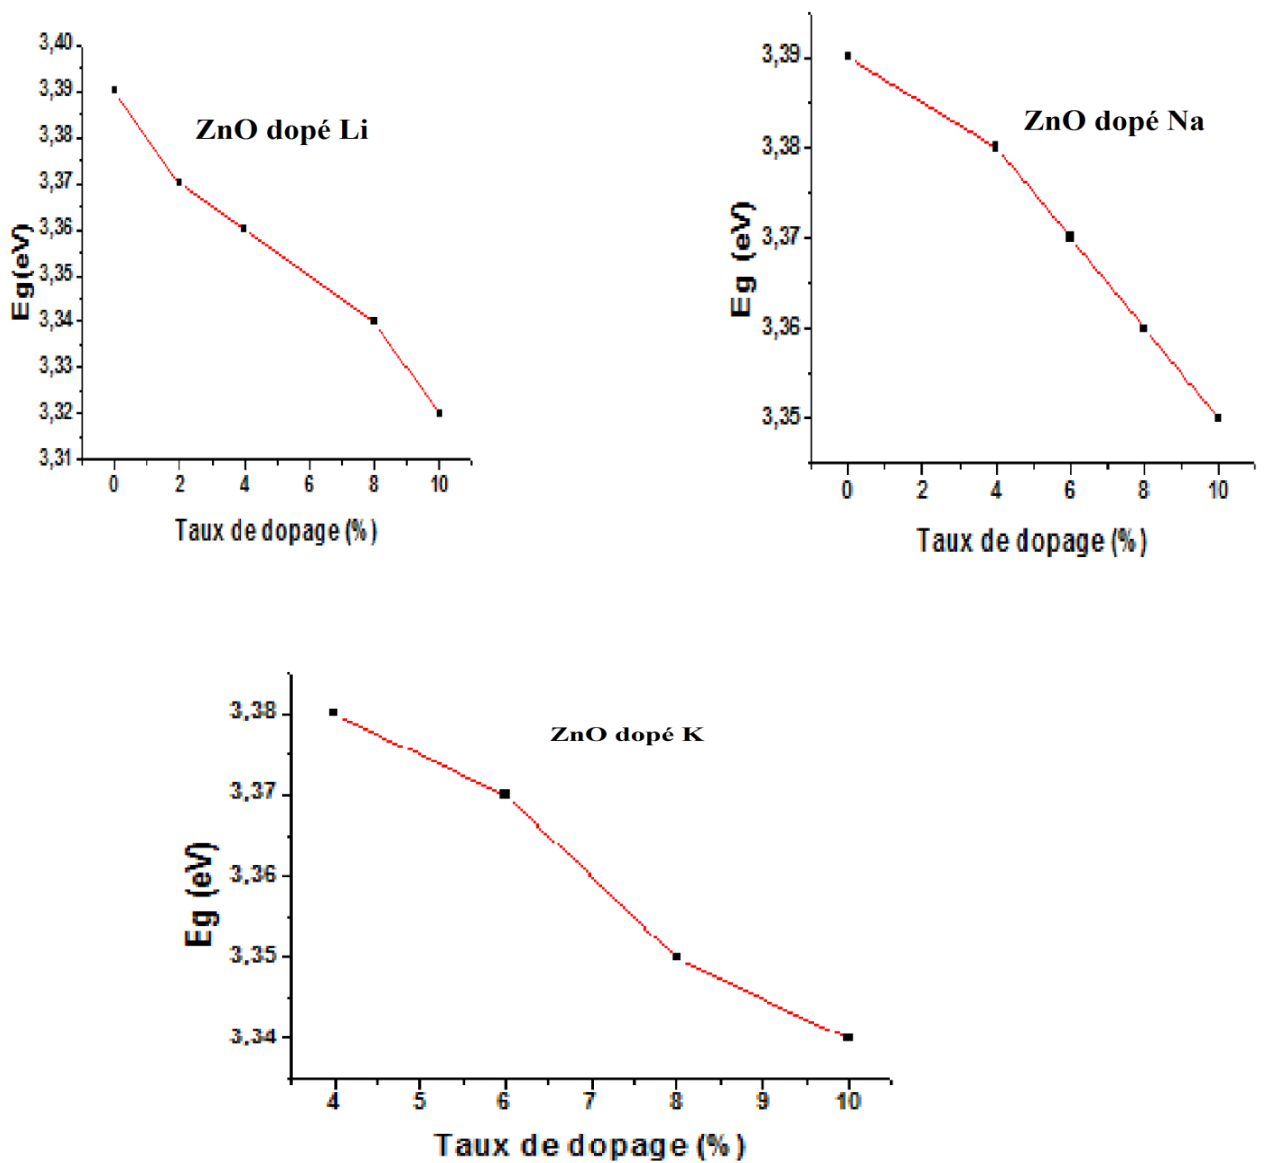 3,40
3,39
3,38
3,37
3,36
3,35
3,34
3,33
3,32
3,31
Eg(eV)
ZnO dopé Li
0 2 4 6 8 10
Taux de dopage (%)
3,39
3,38
3,37
3,36
3,35
Eg (eV)
ZnO dopé Na
0 2 4 6 8 10
Taux de dopage (%)
3,38
3,37
3,36
3,35
3,34
Eg (eV)
ZnO dopé K
4 5 6 7 8 9 10
Taux de dopage (%)